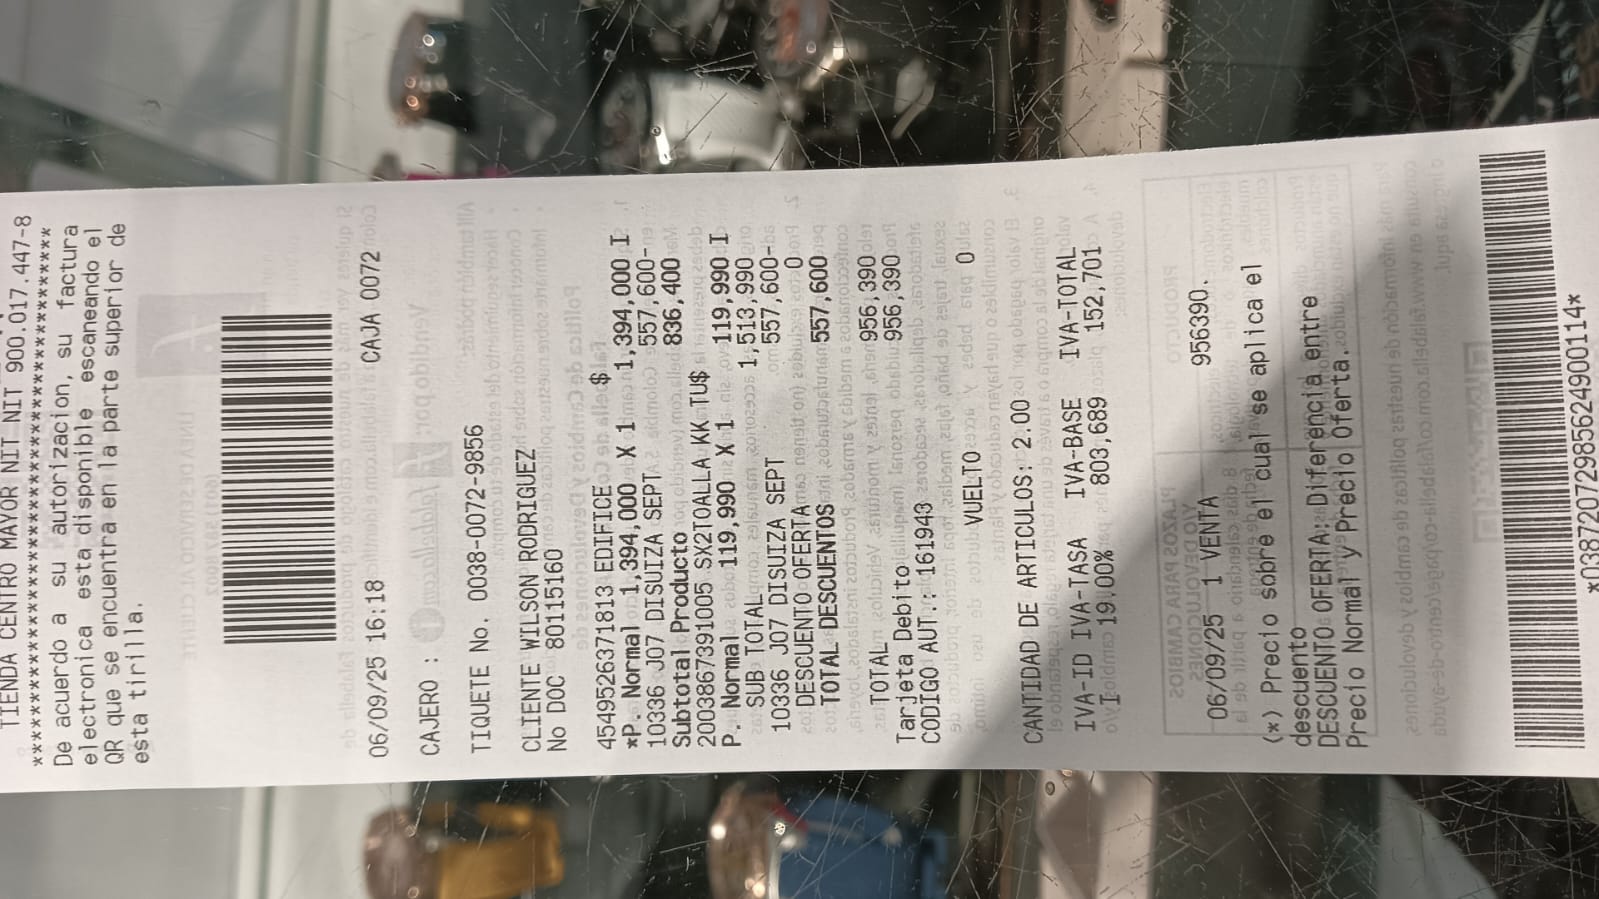 TIENDA CENTRO MAYOR NIT NIT 900.017.447-8
****************************************
De acuerdo a su autorizacion, su factura
electronica esta disponible escaneando el
QR que se encuentra en la parte superior de
esta tirilla.
06/09/25 16:18 CAJA 0072
CAJERO :
TIQUETE No. 0038-0072-9856
CLIENTE WILSON RODRIGUEZ
No DOC 80115160
4549526371813 EDIFICE $
*P. Normal 1,394,000 X 1 1,394,000 I
10336 J07 DISUIZA SEPT 557,600-
Subtotal Producto 836,400
2003867391005 SX2TOALLA KK TU$
P. Normal 119,990 X 1 119,990 I
SUB TOTAL 1,513,990
10336 J07 DISUIZA SEPT 557,600-
DESCUENTO OFERTA 0
TOTAL DESCUENTOS 557,600
TOTAL 956,390
Tarjeta Debito 956,390
CODIGO AUT.: 161943
VUELTO 0
CANTIDAD DE ARTICULOS: 2.00
IVA-ID IVA-TASA IVA-BASE IVA-TOTAL
I 19.00% 803,689 152,701
06/09/25 1 VENTA 956390.
(*) Precio sobre el cual se aplica el
descuento
DESCUENTO OFERTA: Diferencia entre
Precio Normal y Precio Oferta.
*03872072985624900114*